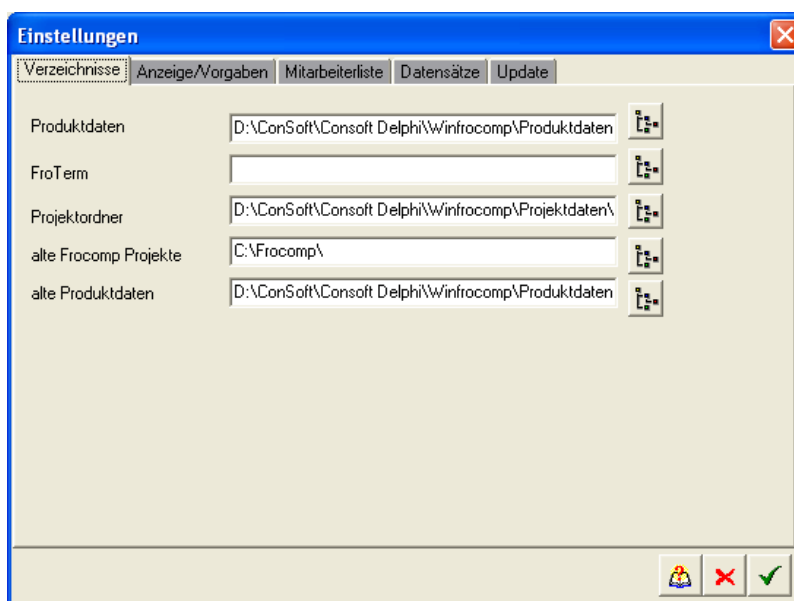 Einstellungen
Verzeichnisse Anzeige/Vorgaben Mitarbeiterliste Datensätze Update
Produktdaten D:\ConSoft\Consoft Delphi\Winfrocomp\Produktdaten
FroTerm
Projektordner D:\ConSoft\Consoft Delphi\Winfrocomp\Projektdaten\
alte Frocomp Projekte C:\Frocomp\
alte Produktdaten D:\ConSoft\Consoft Delphi\Winfrocomp\Produktdaten